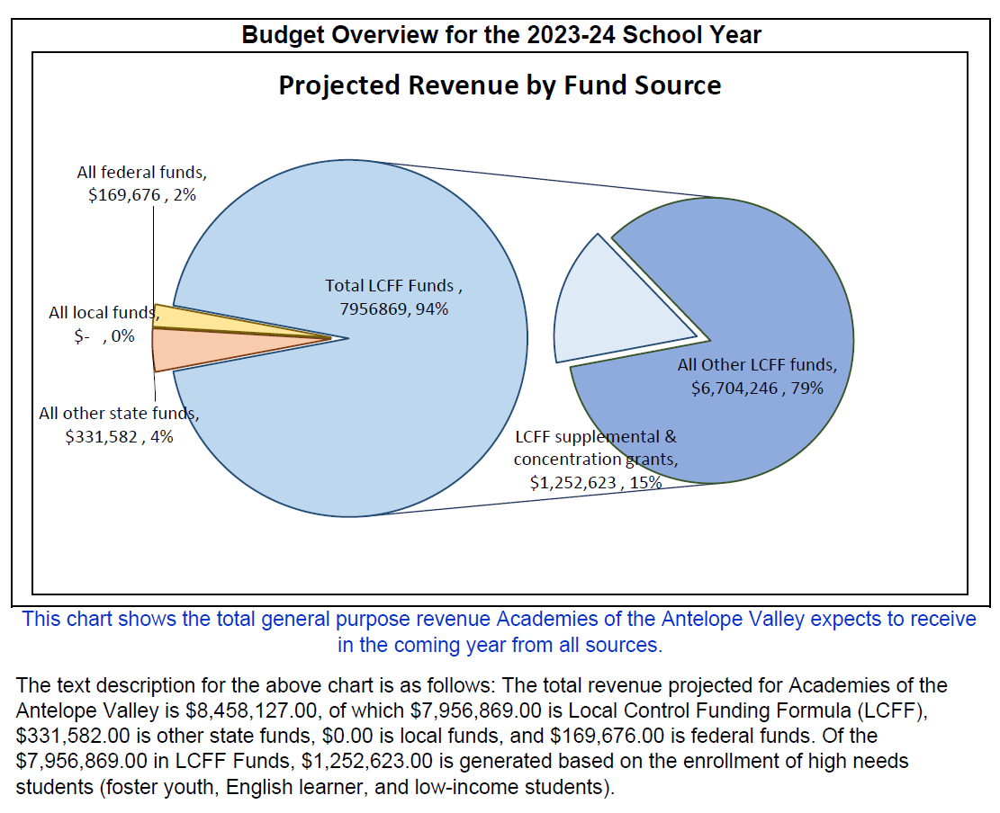 Budget Overview for the 2023-24 School Year
Projected Revenue by Fund Source
All federal funds,
$169,676 , 2%
All local funds,
$-   , 0%
All other state funds,
$331,582 , 4%
Total LCFF Funds ,
7956869, 94%
All Other LCFF funds,
$6,704,246 , 79%
LCFF supplemental &
concentration grants,
$1,252,623 , 15%
This chart shows the total general purpose revenue Academies of the Antelope Valley expects to receive
in the coming year from all sources.
The text description for the above chart is as follows: The total revenue projected for Academies of the
Antelope Valley is $8,458,127.00, of which $7,956,869.00 is Local Control Funding Formula (LCFF),
$331,582.00 is other state funds, $0.00 is local funds, and $169,676.00 is federal funds. Of the
$7,956,869.00 in LCFF Funds, $1,252,623.00 is generated based on the enrollment of high needs
students (foster youth, English learner, and low-income students).